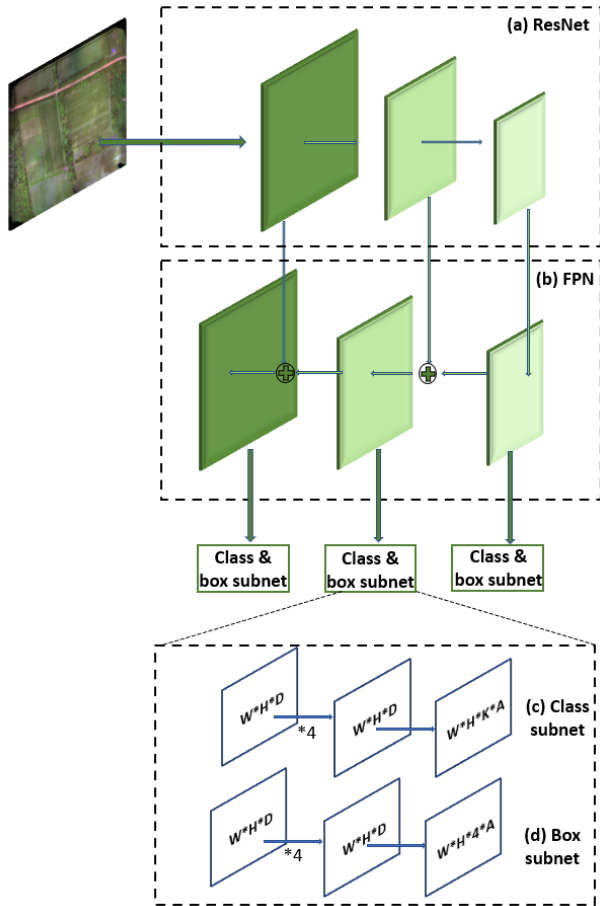 (a) ResNet
(b) FPN
Class &
box subnet
Class &
box subnet
Class &
box subnet
W*H*D
*4
W*H*D
W*H*K*A
(c) Class
subnet
W*H*D
*4
W*H*D
W*H*4*A
(d) Box
subnet